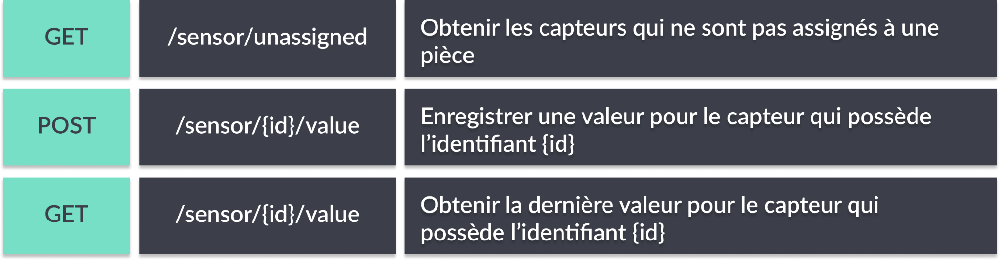 GET
/sensor/unassigned
Obtenir les capteurs qui ne sont pas assignés à une
pièce
POST
/sensor/{id}/value
Enregistrer une valeur pour le capteur qui possède
l’identifiant {id}
GET
/sensor/{id}/value
Obtenir la dernière valeur pour le capteur qui
possède l’identifiant {id}